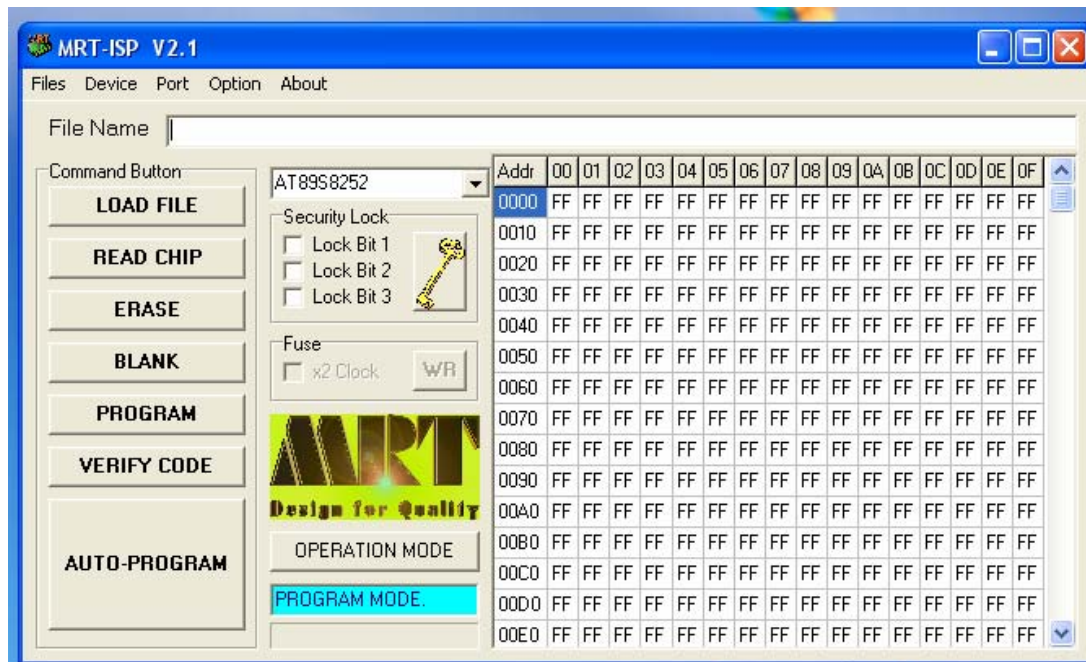 MRT-ISP V2.1
Files Device Port Option About
File Name
Command Button
LOAD FILE
READ CHIP
ERASE
BLANK
PROGRAM
VERIFY CODE
AUTO-PROGRAM
AT89S8252
Security Lock
Lock Bit 1
Lock Bit 2
Lock Bit 3
Fuse
x2 Clock WR
MRT
Design for Quality
OPERATION MODE
PROGRAM MODE.
Addr 00 01 02 03 04 05 06 07 08 09 0A 0B 0C 0D 0E 0F
0000 FF FF FF FF FF FF FF FF FF FF FF FF FF FF FF FF
0010 FF FF FF FF FF FF FF FF FF FF FF FF FF FF FF FF
0020 FF FF FF FF FF FF FF FF FF FF FF FF FF FF FF FF
0030 FF FF FF FF FF FF FF FF FF FF FF FF FF FF FF FF
0040 FF FF FF FF FF FF FF FF FF FF FF FF FF FF FF FF
0050 FF FF FF FF FF FF FF FF FF FF FF FF FF FF FF FF
0060 FF FF FF FF FF FF FF FF FF FF FF FF FF FF FF FF
0070 FF FF FF FF FF FF FF FF FF FF FF FF FF FF FF FF
0080 FF FF FF FF FF FF FF FF FF FF FF FF FF FF FF FF
0090 FF FF FF FF FF FF FF FF FF FF FF FF FF FF FF FF
00A0 FF FF FF FF FF FF FF FF FF FF FF FF FF FF FF FF
00B0 FF FF FF FF FF FF FF FF FF FF FF FF FF FF FF FF
00C0 FF FF FF FF FF FF FF FF FF FF FF FF FF FF FF FF
00D0 FF FF FF FF FF FF FF FF FF FF FF FF FF FF FF FF
00E0 FF FF FF FF FF FF FF FF FF FF FF FF FF FF FF FF